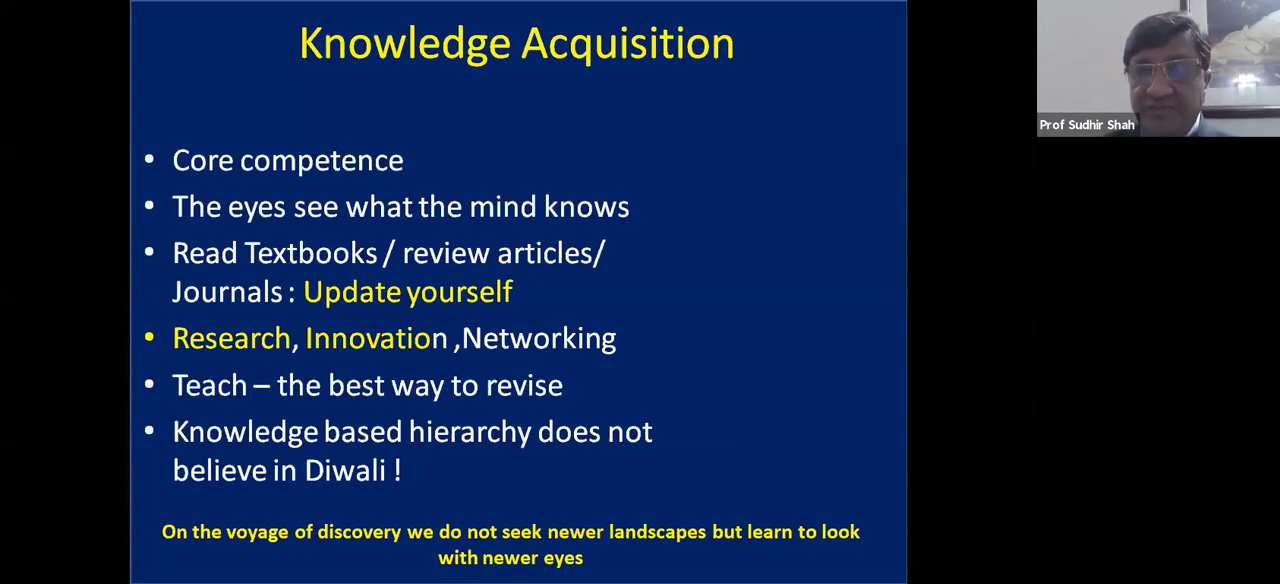 Knowledge Acquisition
Prof Sudhir Shah
• Core competence
• The eyes see what the mind knows
• Read Textbooks / review articles/
Journals : Update yourself
• Research, Innovation ,Networking
• Teach – the best way to revise
• Knowledge based hierarchy does not
believe in Diwali !
On the voyage of discovery we do not seek newer landscapes but learn to look
with newer eyes